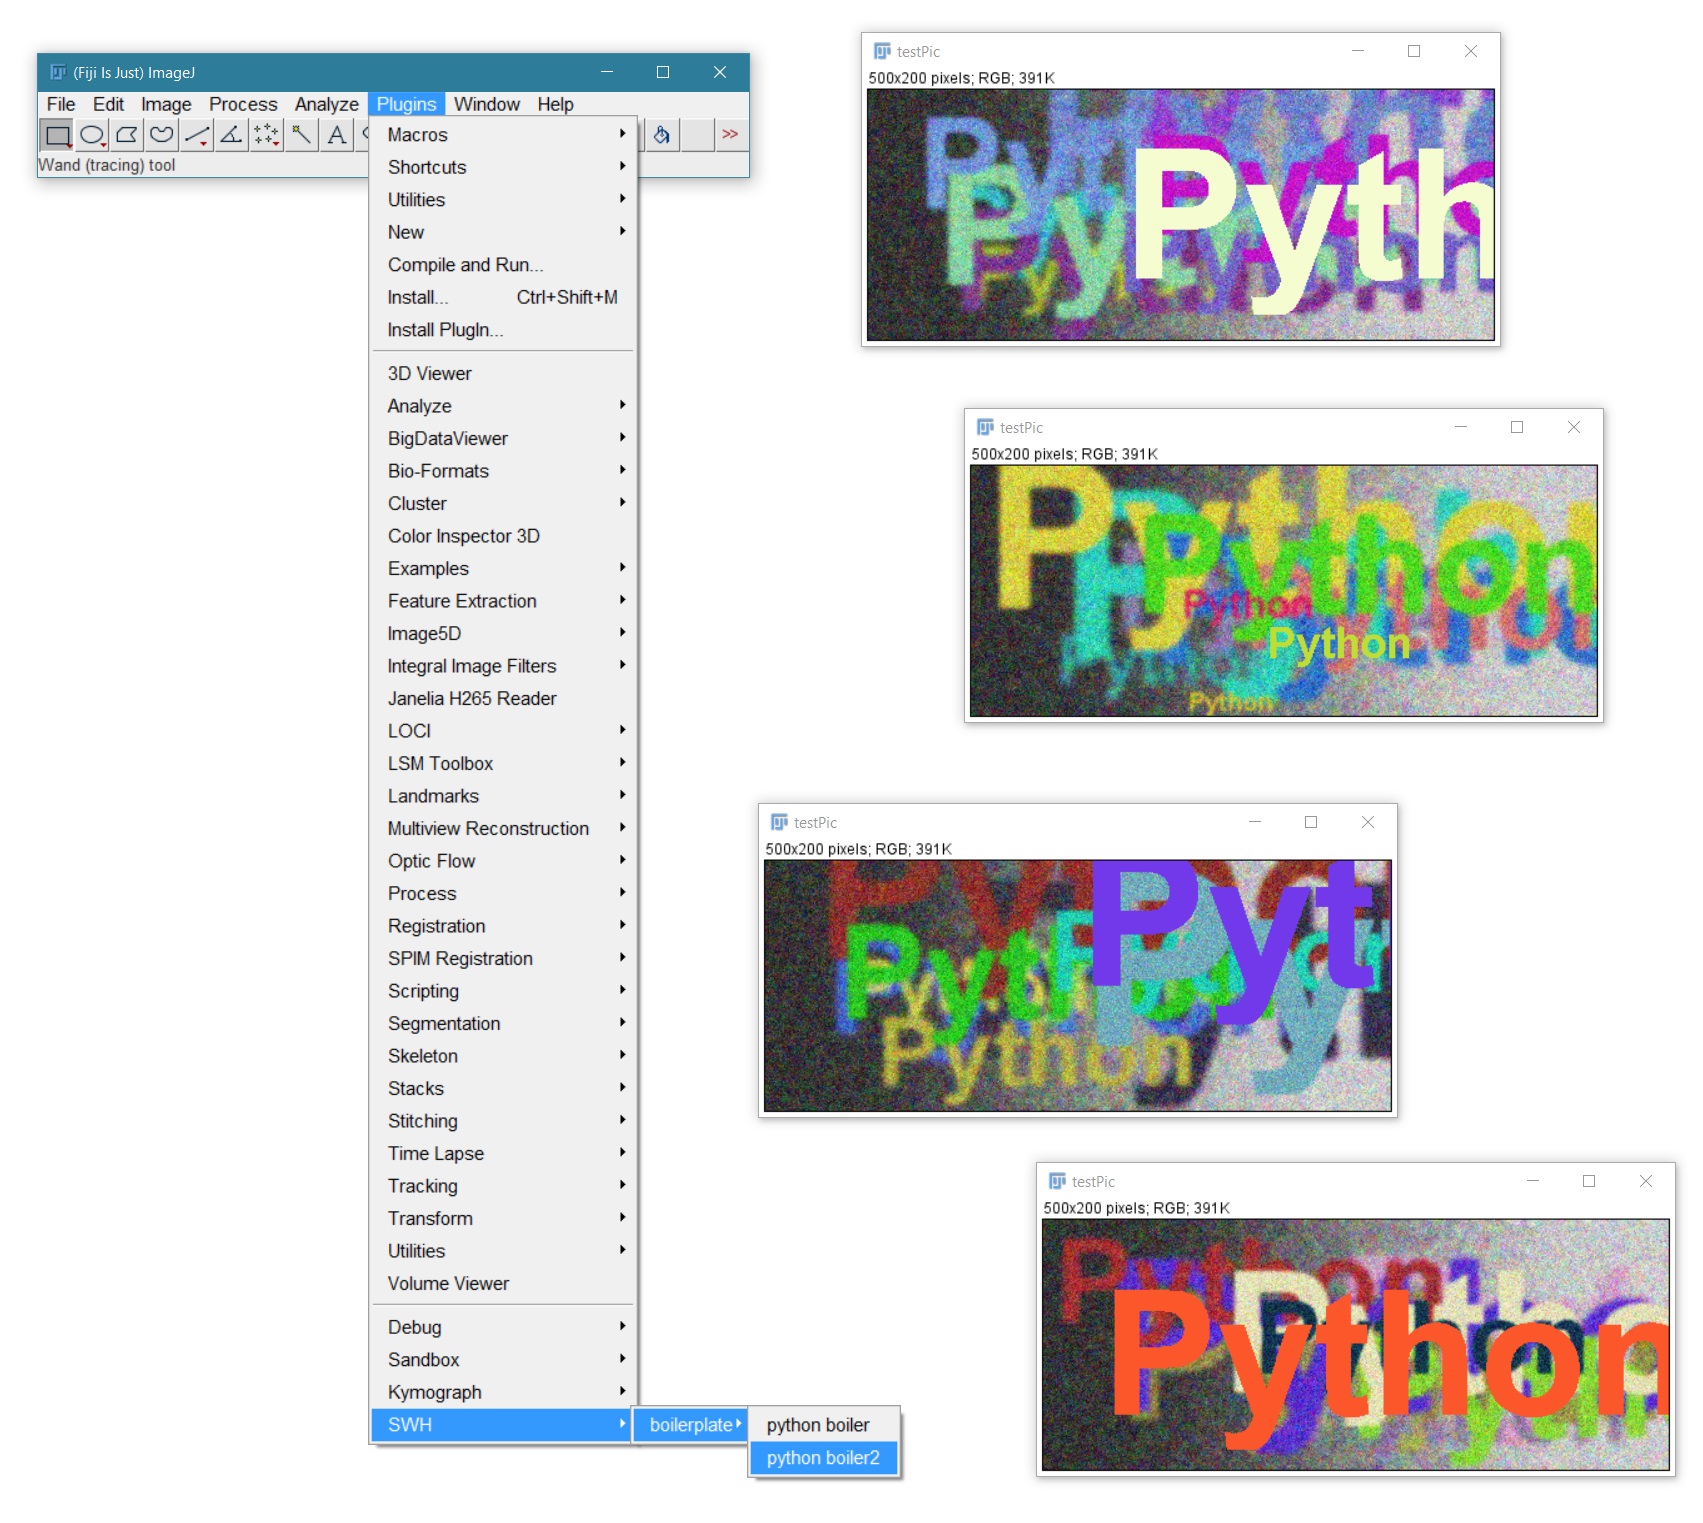 (Fiji Is Just) ImageJ
File Edit Image Process Analyze Plugins Window Help
A >>
Wand (tracing) tool
Macros
Shortcuts
Utilities
New
Compile and Run...
Install... Ctrl+Shift+M
Install PlugIn...
3D Viewer
Analyze
BigDataViewer
Bio-Formats
Cluster
Color Inspector 3D
Examples
Feature Extraction
Image5D
Integral Image Filters
Janelia H265 Reader
LOCI
LSM Toolbox
Landmarks
Multiview Reconstruction
Optic Flow
Process
Registration
SPIM Registration
Scripting
Segmentation
Skeleton
Stacks
Stitching
Time Lapse
Tracking
Transform
Utilities
Volume Viewer
Debug
Sandbox
Kymograph
SWH
boilerplate
python boiler
python boiler2
testPic
500x200 pixels; RGB; 391K
Pyth
testPic
500x200 pixels; RGB; 391K
Python
Python
Python
Python
Python
testPic
500x200 pixels; RGB; 391K
Pyt
Python
Python
testPic
500x200 pixels; RGB; 391K
Python
Python
Python